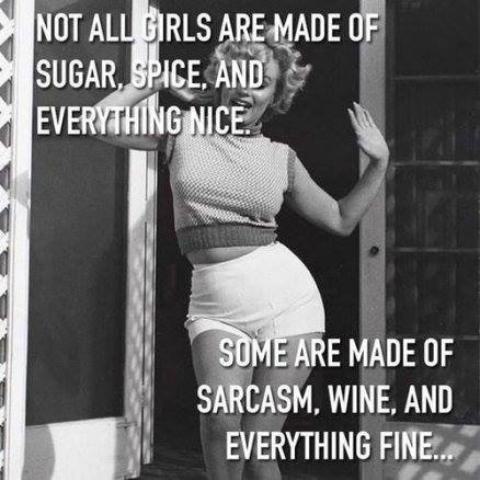 NOT ALL GIRLS ARE MADE OF
SUGAR, SPICE, AND
EVERYTHING NICE.
SOME ARE MADE OF
SARCASM, WINE, AND
EVERYTHING FINE...